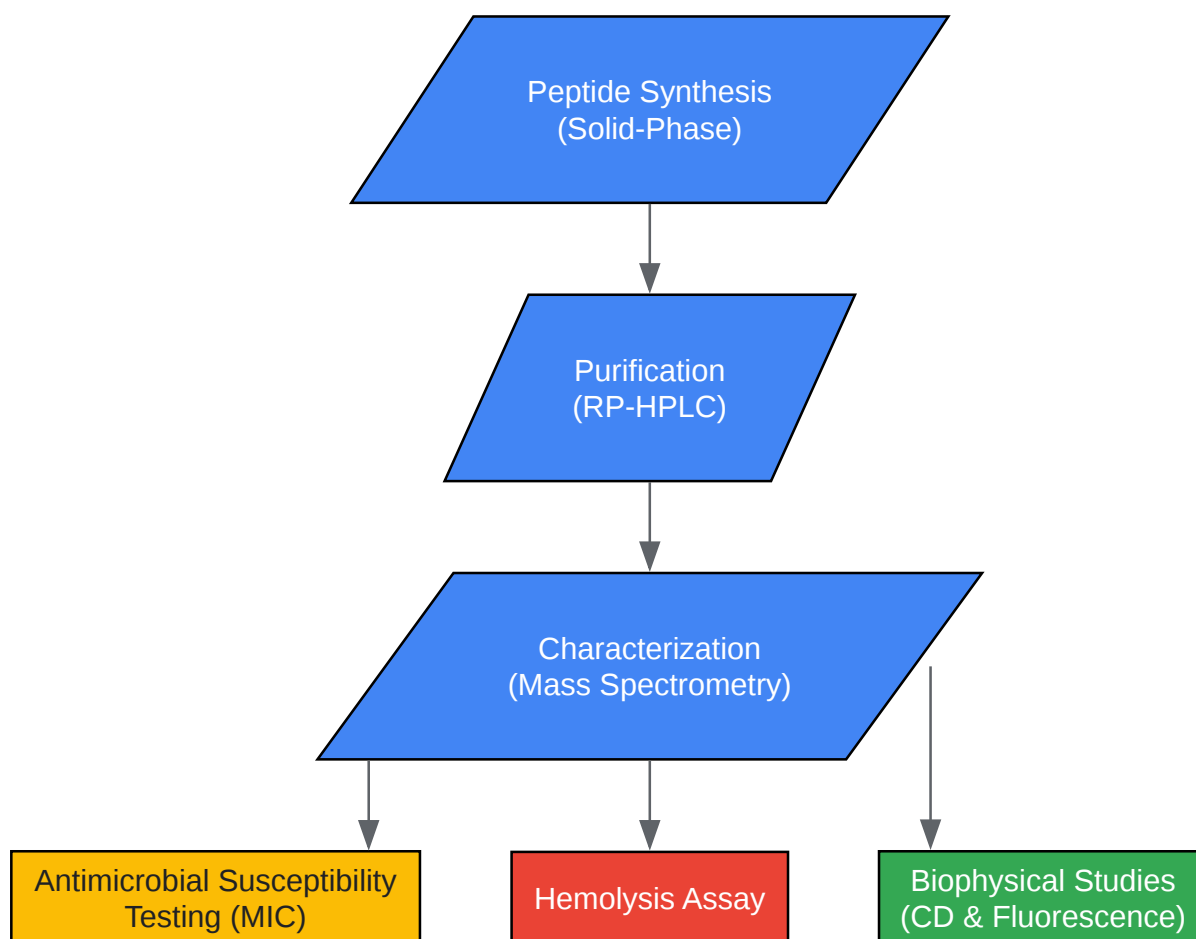 Peptide Synthesis
(Solid-Phase)
Purification
(RP-HPLC)
Characterization
(Mass Spectrometry)
Antimicrobial Susceptibility
Testing (MIC)
Hemolysis Assay
Biophysical Studies
(CD & Fluorescence)